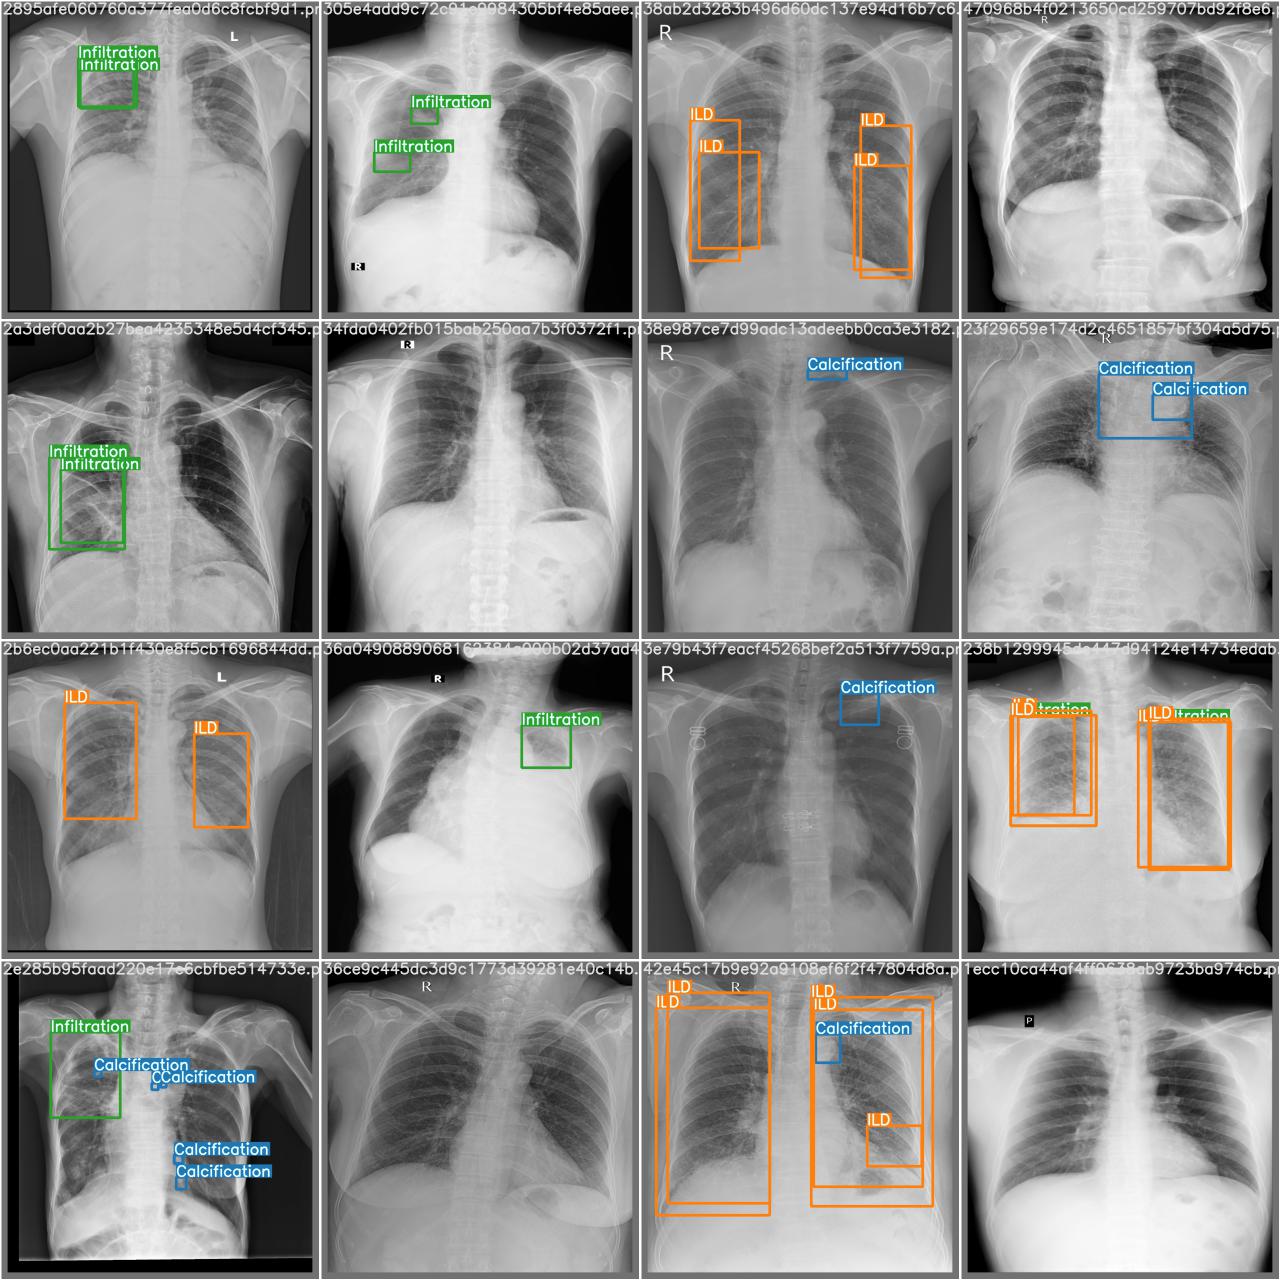 2895afe060760a377fea0d6c8fcbf9d1.p
L
Infiltration
Infiltration
R
Infiltration
Infiltration
R
38ab2d3283b496d60dc137e94d16b7c6.
R
ILD
ILD
ILD
ILD
470968b4f0213650cd259707bd92f8e6.p
R
2a3def0aa2b27bea4235348e5d4cf345.p
Infiltration
Infiltration
34fda0402fb015bab250aa7b3f0372f1.p
R
38e987ce7d99adc13adeebb0ca3e3182.p
R
Calcification
23f29659e174d2c4651857bf304a5d75.
R
Calcification
Calcification
2b6ec0aa221b1f430e8f5cb1696844dd.p
L
ILD
ILD
R
Infiltration
3e79b43f7eacf45268bef2a513f7759a.p
R
Calcification
ILD
ILD
ILD
Infiltration
Calcification
Calcification
Calcification
Calcification
36ce9c445dc3d9c1773d39281e40c14b.
R
42e45c17b9e92a9108ef6f2f47804d8a.p
R
ILD
ILD
ILD
ILD
Calcification
ILD
P